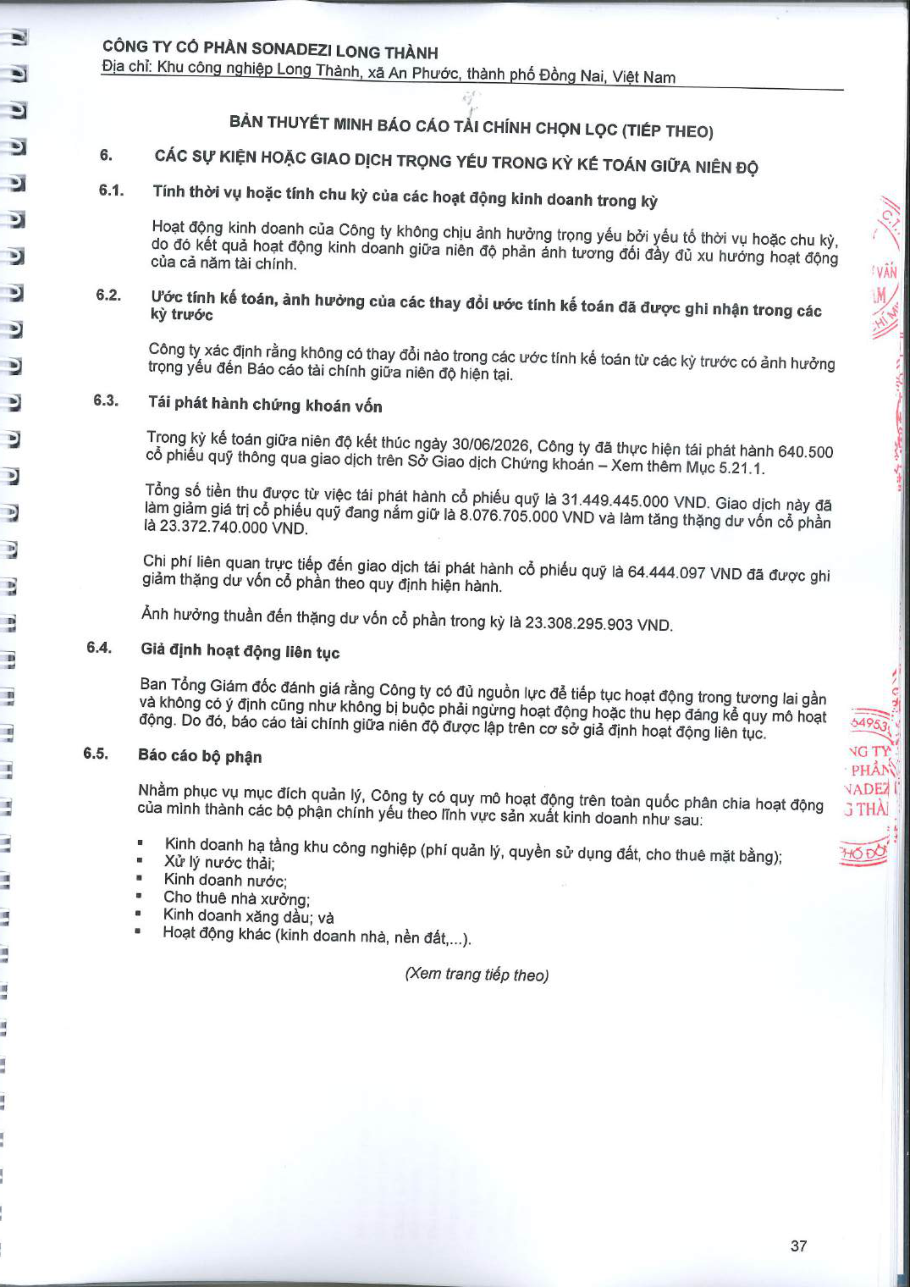 CÔNG TY CỔ PHẦN SONADEZI LONG THÀNH
Địa chỉ: Khu công nghiệp Long Thành, xã An Phước, thành phố Đồng Nai, Việt Nam
BẢN THUYẾT MINH BÁO CÁO TÀI CHÍNH CHỌN LỌC (TIẾP THEO)
6. CÁC SỰ KIỆN HOẶC GIAO DỊCH TRỌNG YẾU TRONG KỲ KẾ TOÁN GIỮA NIÊN ĐỘ
6.1. Tính thời vụ hoặc tính chu kỳ của các hoạt động kinh doanh trong kỳ
Hoạt động kinh doanh của Công ty không chịu ảnh hưởng trọng yếu bởi yếu tố thời vụ hoặc chu kỳ,
do đó kết quả hoạt động kinh doanh giữa niên độ phản ánh tương đối đầy đủ xu hướng hoạt động
của cả năm tài chính.
6.2. Ước tính kế toán, ảnh hưởng của các thay đổi ước tính kế toán đã được ghi nhận trong các
kỳ trước
Công ty xác định rằng không có thay đổi nào trong các ước tính kế toán từ các kỳ trước có ảnh hưởng
trọng yếu đến Báo cáo tài chính giữa niên độ hiện tại.
6.3. Tái phát hành chứng khoán vốn
Trong kỳ kế toán giữa niên độ kết thúc ngày 30/06/2026, Công ty đã thực hiện tái phát hành 640.500
cổ phiếu quỹ thông qua giao dịch trên Sở Giao dịch Chứng khoán – Xem thêm Mục 5.21.1.
Tổng số tiền thu được từ việc tái phát hành cổ phiếu quỹ là 31.449.445.000 VND. Giao dịch này đã
làm giảm giá trị cổ phiếu quỹ đang nắm giữ là 8.076.705.000 VND và làm tăng thặng dư vốn cổ phần
là 23.372.740.000 VND.
Chi phí liên quan trực tiếp đến giao dịch tái phát hành cổ phiếu quỹ là 64.444.097 VND đã được ghi
giảm thặng dư vốn cổ phần theo quy định hiện hành.
Ảnh hưởng thuần đến thặng dư vốn cổ phần trong kỳ là 23.308.295.903 VND.
6.4. Giả định hoạt động liên tục
Ban Tổng Giám đốc đánh giá rằng Công ty có đủ nguồn lực để tiếp tục hoạt động trong tương lai gần
và không có ý định cũng như không bị buộc phải ngừng hoạt động hoặc thu hẹp đáng kể quy mô hoạt
động. Do đó, báo cáo tài chính giữa niên độ được lập trên cơ sở giả định hoạt động liên tục.
6.5. Báo cáo bộ phận
Nhằm phục vụ mục đích quản lý, Công ty có quy mô hoạt động trên toàn quốc phân chia hoạt động
của mình thành các bộ phận chính yếu theo lĩnh vực sản xuất kinh doanh như sau:
▪ Kinh doanh hạ tầng khu công nghiệp (phí quản lý, quyền sử dụng đất, cho thuê mặt bằng);
▪ Xử lý nước thải;
▪ Kinh doanh nước;
▪ Cho thuê nhà xưởng;
▪ Kinh doanh xăng dầu; và
▪ Hoạt động khác (kinh doanh nhà, nền đất,...).
(Xem trang tiếp theo)
37